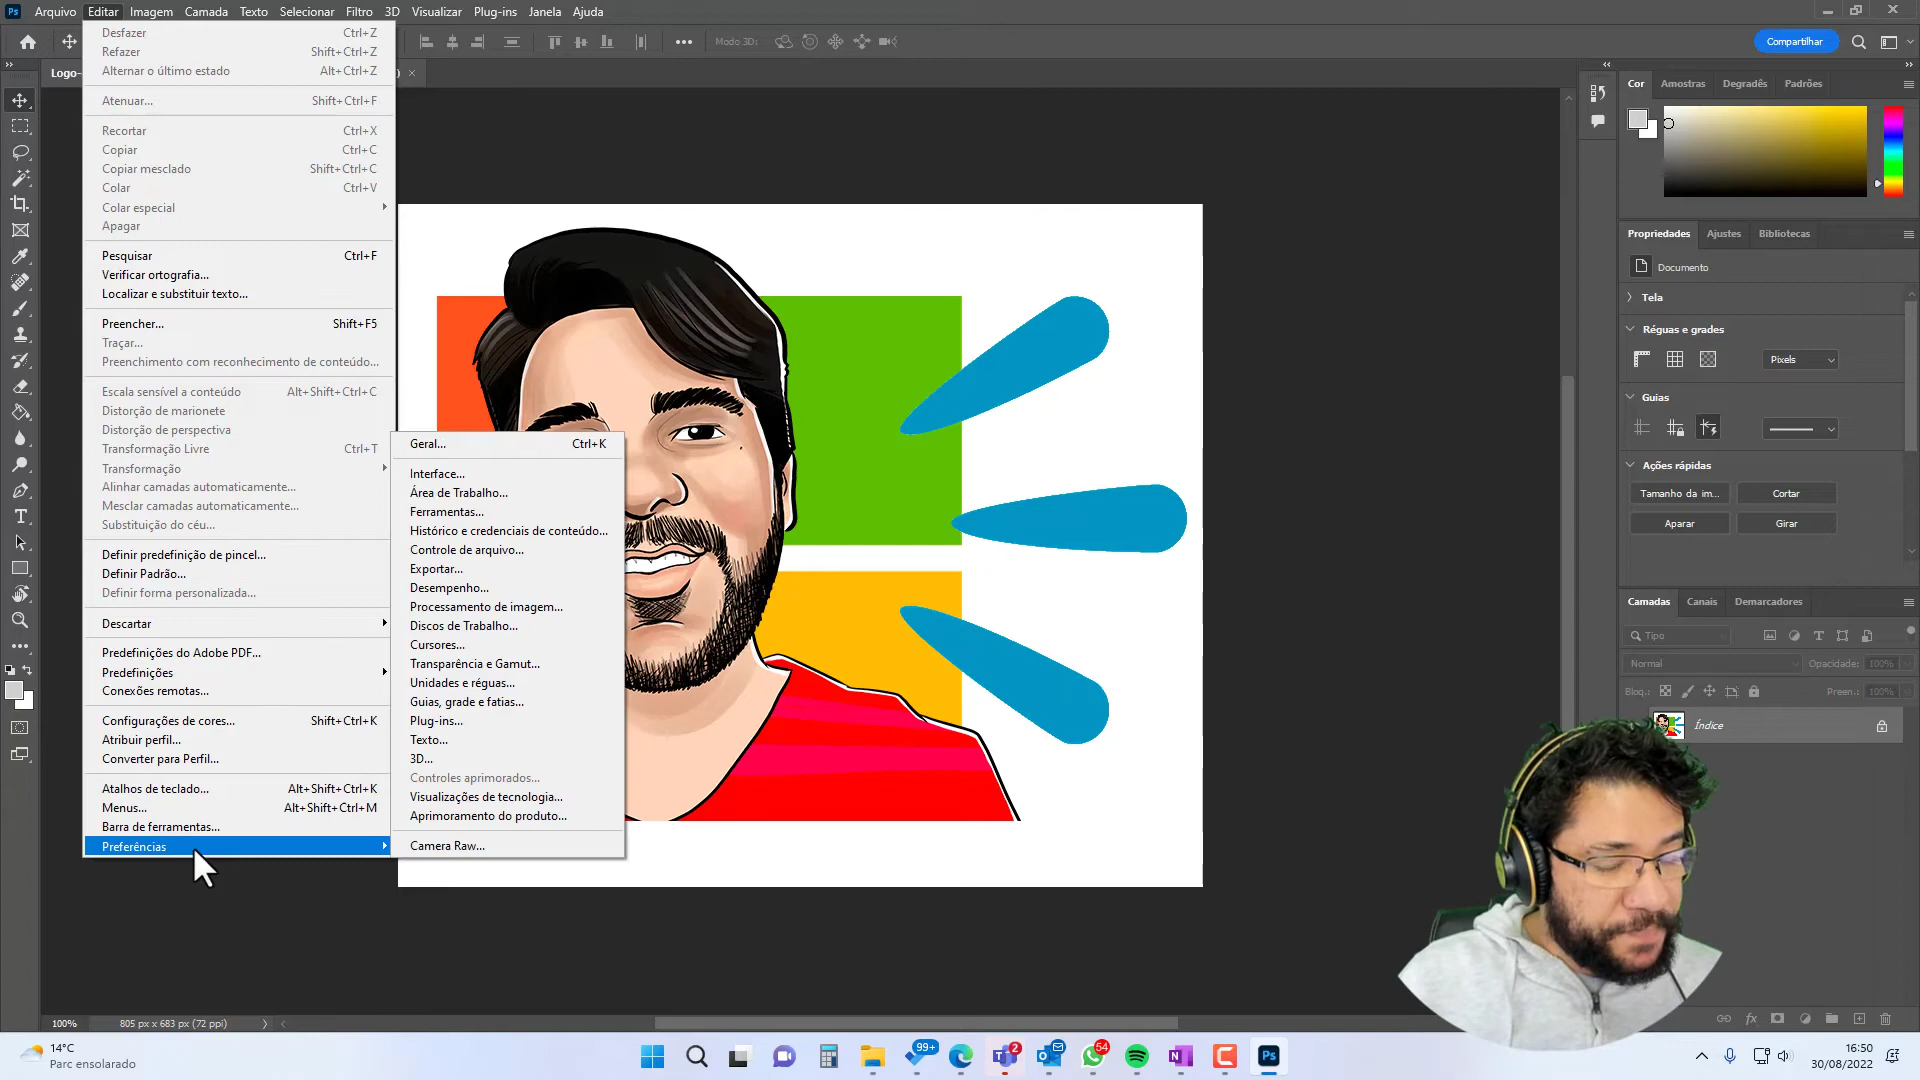 Ps Arquivo Editar Imagem Camada Texto Selecionar Filtro 3D Visualizar Plug-ins Janela Ajuda
Modo 3D: Compartilhar
Logo-
Desfazer Ctrl+Z
Refazer Shift+Ctrl+Z
Alternar o último estado Alt+Ctrl+Z
Atenuar... Shift+Ctrl+F
Recortar Ctrl+X
Copiar Ctrl+C
Copiar mesclado Shift+Ctrl+C
Colar Ctrl+V
Colar especial
Apagar
Pesquisar Ctrl+F
Verificar ortografia...
Localizar e substituir texto...
Preencher... Shift+F5
Traçar...
Preenchimento com reconhecimento de conteúdo...
Escala sensível a conteúdo Alt+Shift+Ctrl+C
Distorção de marionete
Distorção de perspectiva
Transformação Livre Ctrl+T
Transformação
Alinhar camadas automaticamente...
Mesclar camadas automaticamente...
Substituição do céu...
Definir predefinição de pincel...
Definir Padrão...
Definir forma personalizada...
Descartar
Predefinições do Adobe PDF...
Predefinições
Conexões remotas...
Configurações de cores... Shift+Ctrl+K
Atribuir perfil...
Converter para Perfil...
Atalhos de teclado... Alt+Shift+Ctrl+K
Menus... Alt+Shift+Ctrl+M
Barra de ferramentas...
Preferências
Geral... Ctrl+K
Interface...
Área de Trabalho...
Ferramentas...
Histórico e credenciais de conteúdo...
Controle de arquivo...
Exportar...
Desempenho...
Processamento de imagem...
Discos de Trabalho...
Cursores...
Transparência e Gamut...
Unidades e réguas...
Guias, grade e fatias...
Plug-ins...
Texto...
3D...
Controles aprimorados...
Visualizações de tecnologia...
Aprimoramento do produto...
Camera Raw...
Cor Amostras Degradês Padrões
Propriedades Ajustes Bibliotecas
Documento
Tela
Réguas e grades
Pixels
Guias
Ações rápidas
Tamanho da im... Cortar
Aparar Girar
Camadas Canais Demarcadores
Tipo
Normal Opacidade: 100%
Bloq.: Preen.: 100%
Índice
100% 805 px x 683 px (72 ppi)
14°C
Parc ensolarado
99+ 2 54 Ps
16:50
30/08/2022